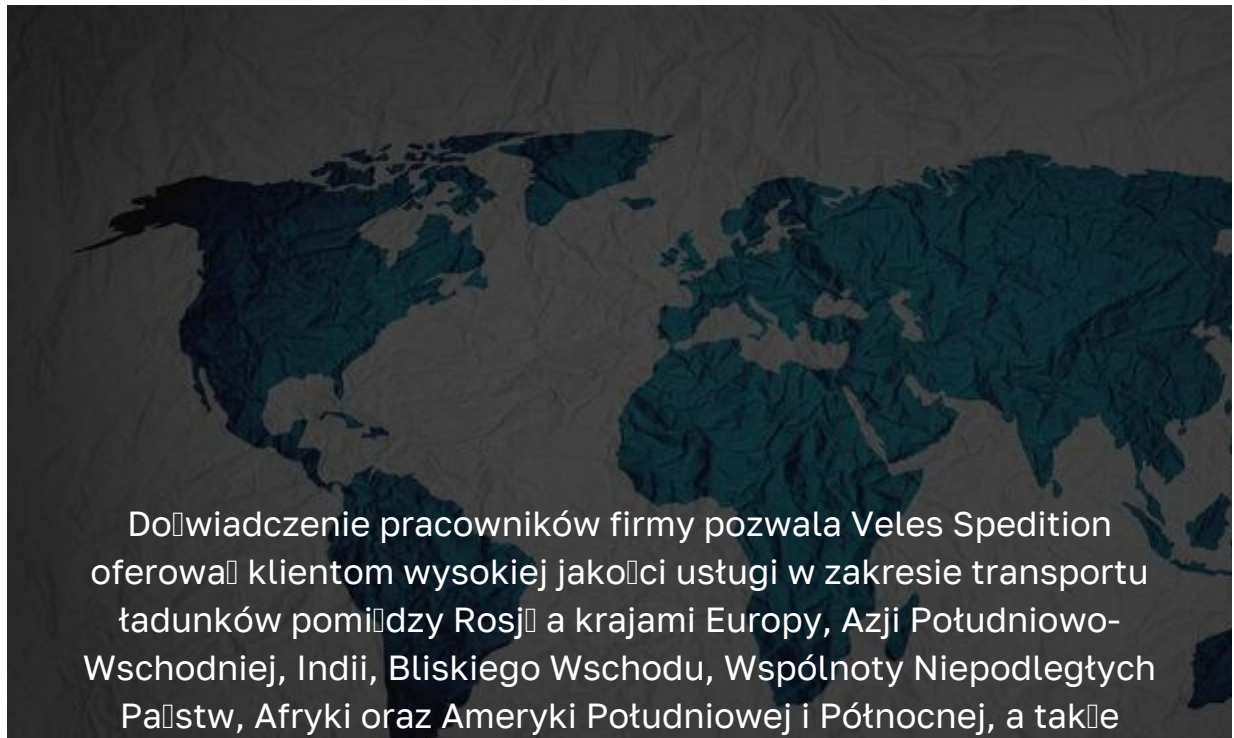 Do▯wiadczenie pracowników firmy pozwala Veles Spedition
oferowa▯ klientom wysokiej jako▯ci usługi w zakresie transportu
ładunków pomi▯dzy Rosj▯ a krajami Europy, Azji Południowo-
Wschodniej, Indii, Bliskiego Wschodu, Wspólnoty Niepodległych
Pa▯stw, Afryki oraz Ameryki Południowej i Północnej, a tak▯e